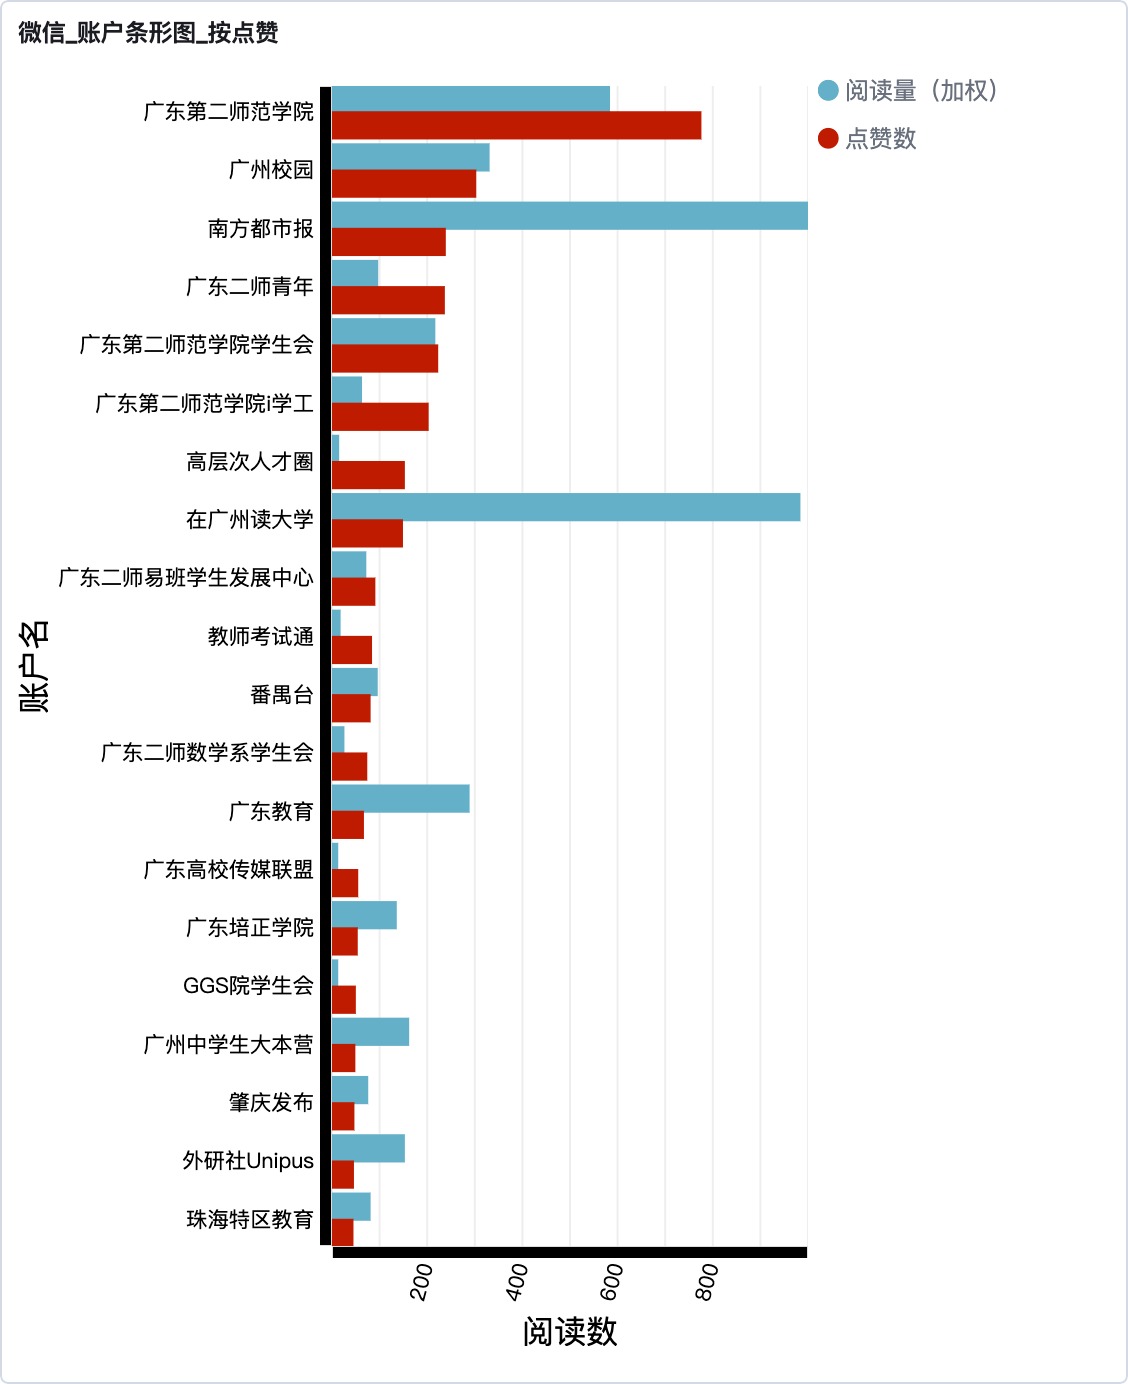 微信_账户条形图_按点赞
阅读量（加权）
点赞数
广东第二师范学院
广州校园
南方都市报
广东二师青年
广东第二师范学院学生会
广东第二师范学院i学工
高层次人才圈
在广州读大学
广东二师易班学生发展中心
教师考试通
番禺台
广东二师数学系学生会
广东教育
广东高校传媒联盟
广东培正学院
GGS院学生会
广州中学生大本营
肇庆发布
外研社Unipus
珠海特区教育
账户名
200
400
600
800
阅读数